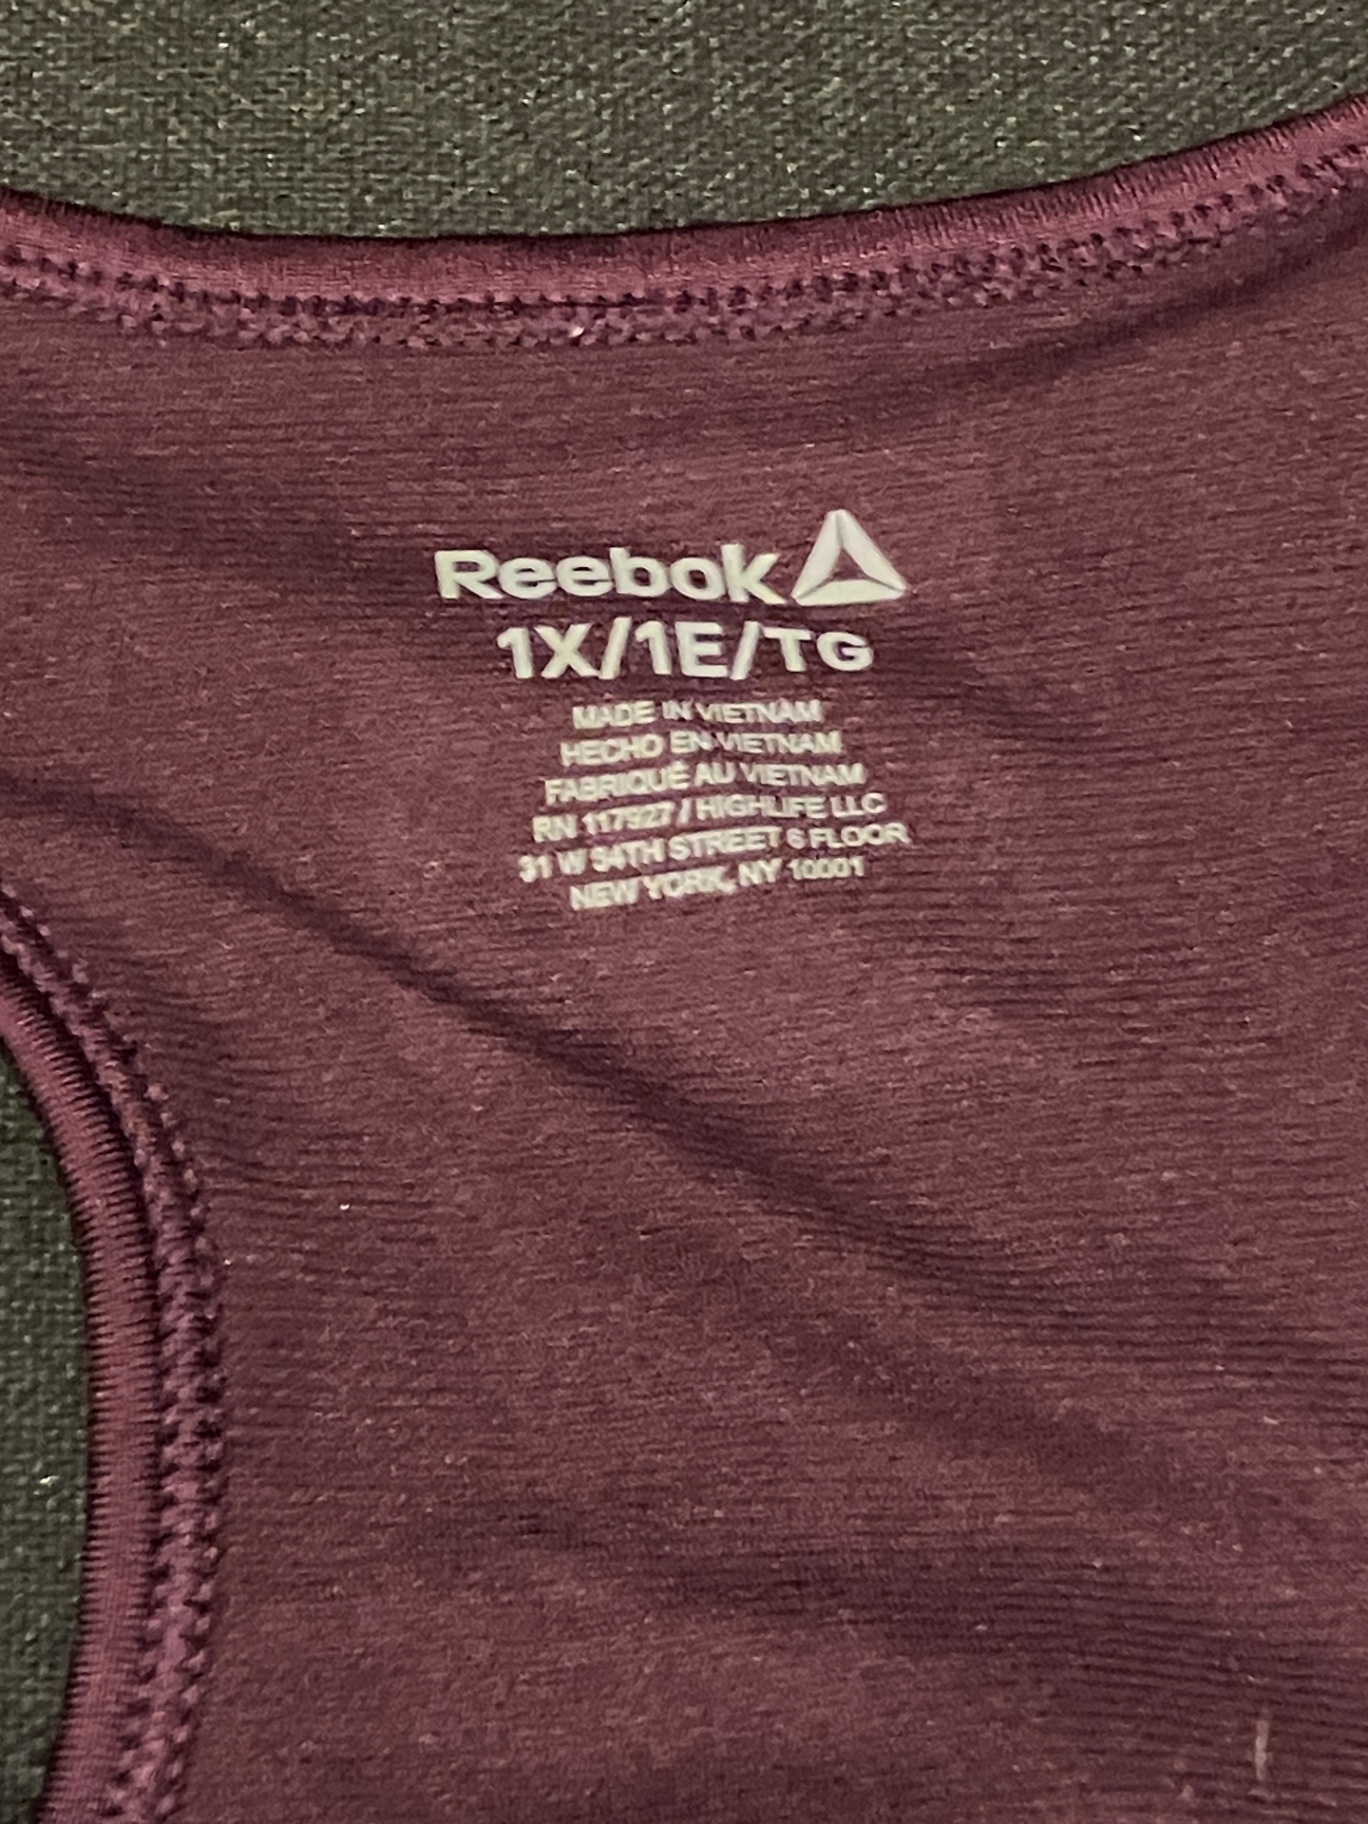 Reebok
1X/1E/TG
MADE IN VIETNAM
HECHO EN VIETNAM
FABRIQUÉ AU VIETNAM
RN 117927 / HIGHLIFE LLC
31 W 34TH STREET 6 FLOOR
NEW YORK, NY 10001